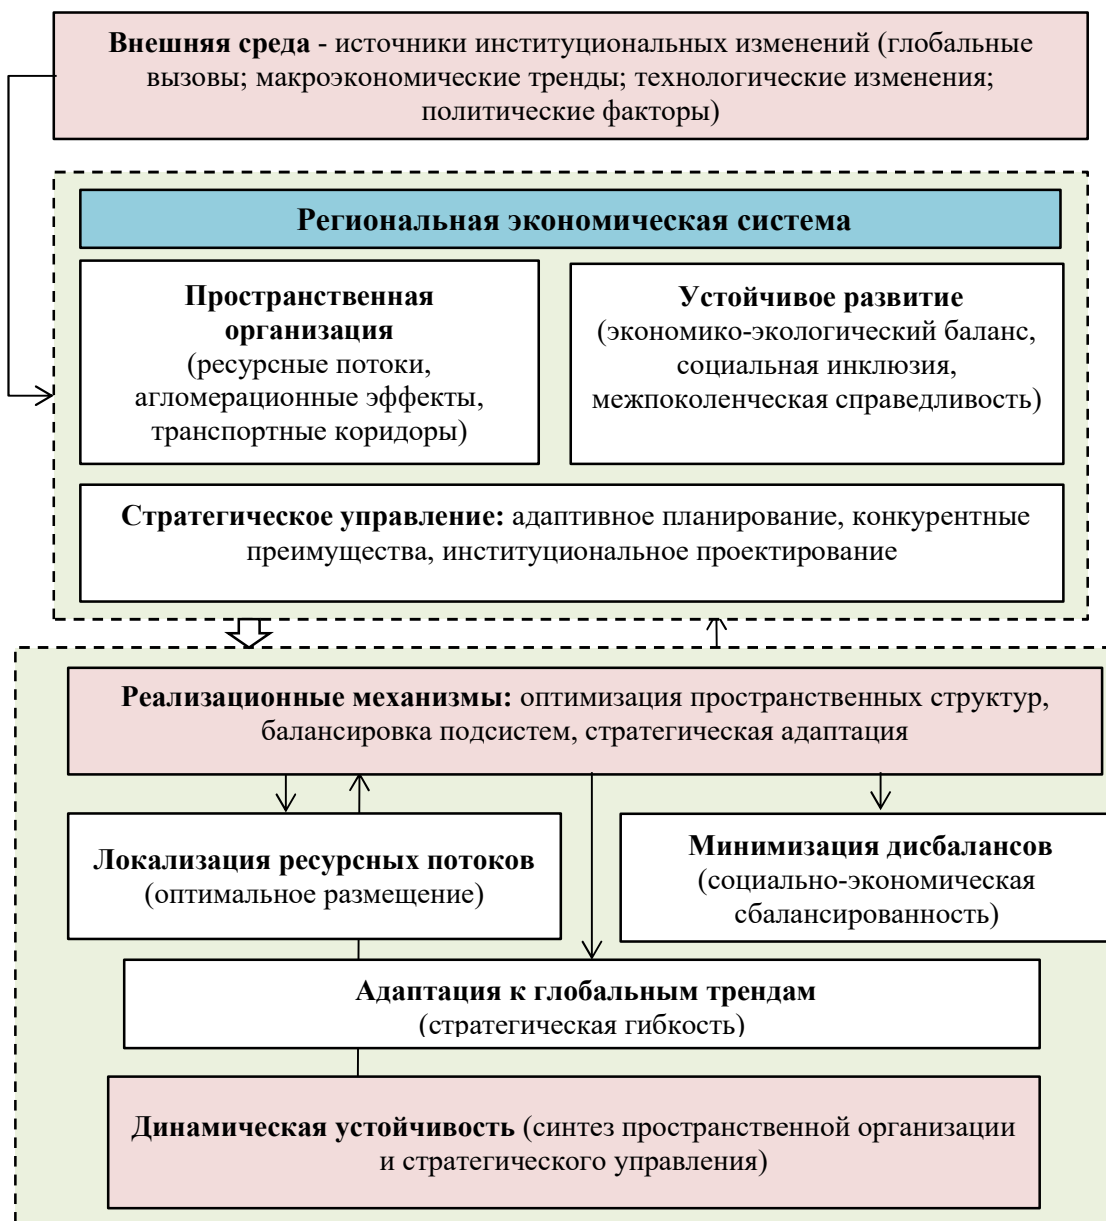 Внешняя среда - источники институциональных изменений (глобальные
вызовы; макроэкономические тренды; технологические изменения;
политические факторы)
Региональная экономическая система
Пространственная
организация
(ресурсные потоки,
агломерационные эффекты,
транспортные коридоры)
Устойчивое развитие
(экономико-экологический баланс,
социальная инклюзия,
межпоколенческая справедливость)
Стратегическое управление: адаптивное планирование, конкурентные
преимущества, институциональное проектирование
Реализационные механизмы: оптимизация пространственных структур,
балансировка подсистем, стратегическая адаптация
Локализация ресурсных потоков
(оптимальное размещение)
Минимизация дисбалансов
(социально-экономическая
сбалансированность)
Адаптация к глобальным трендам
(стратегическая гибкость)
Динамическая устойчивость (синтез пространственной организации
и стратегического управления)